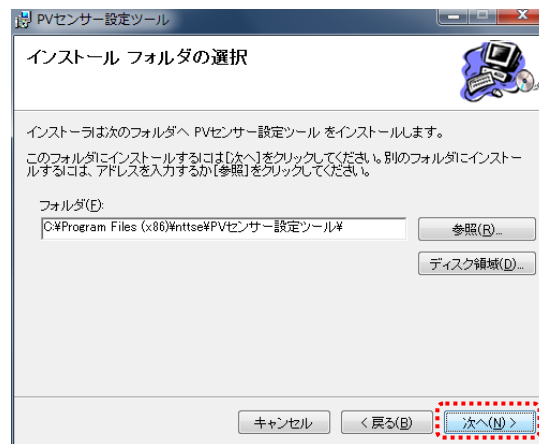 PVセンサー設定ツール
インストール フォルダの選択
インストーラは次のフォルダへ PVセンサー設定ツール をインストールします。
このフォルダにインストールするには[次へ]をクリックしてください。別のフォルダにインストー
ルするには、アドレスを入力するか[参照]をクリックしてください。
フォルダ(F):
C:¥Program Files (x86)¥nttse¥PVセンサー設定ツール¥
参照(R)...
ディスク領域(D)...
キャンセル
< 戻る(B)
次へ(N) >